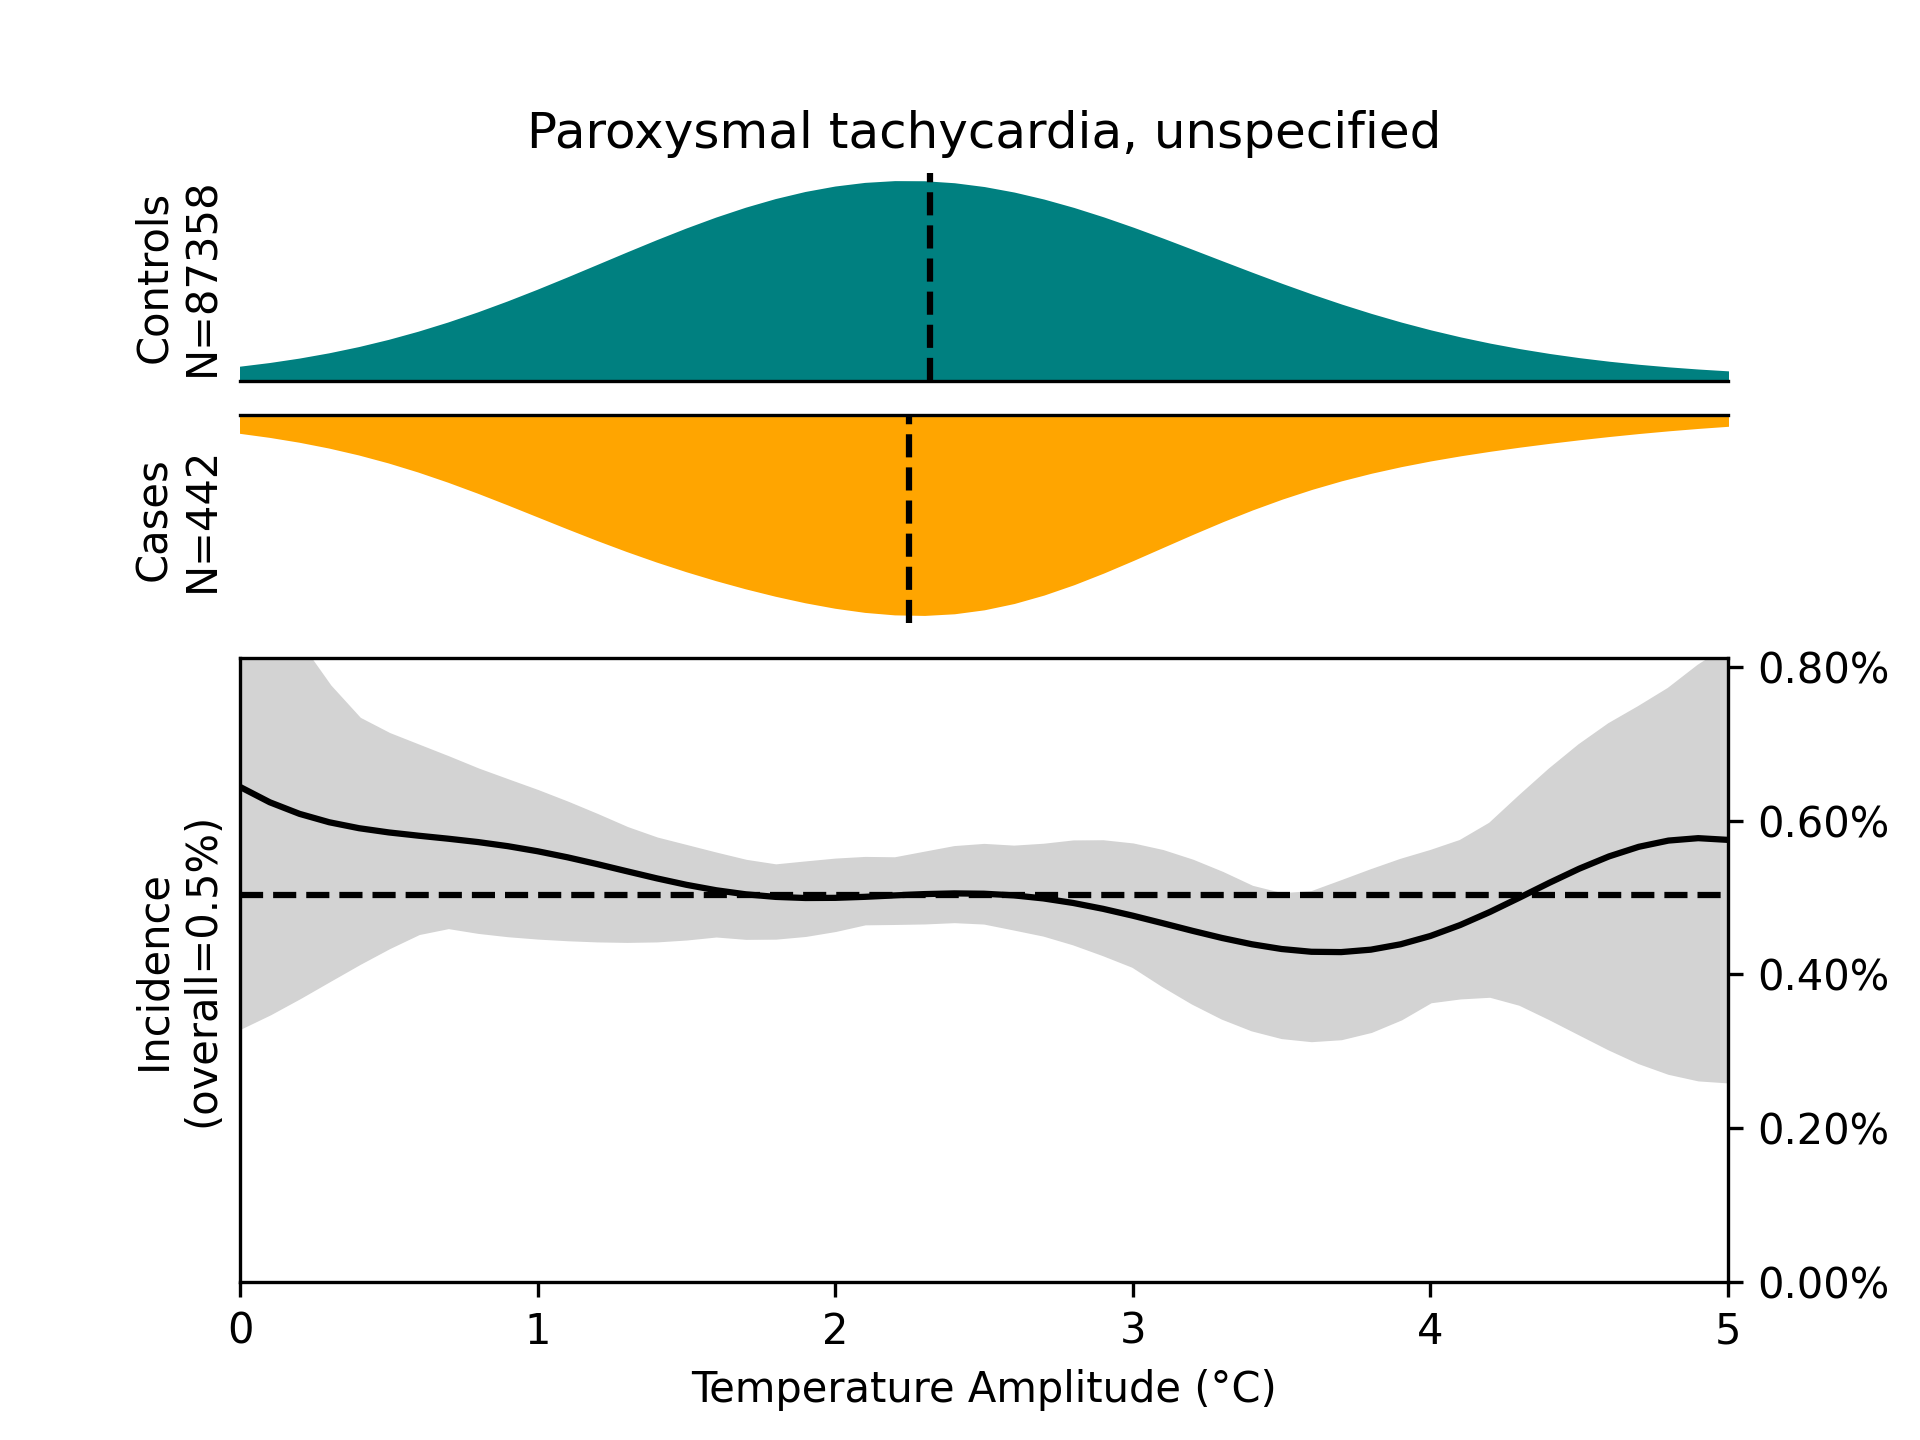 Paroxysmal tachycardia, unspecified
Controls
N=87358
Cases
N=442
Incidence
(overall=0.5%)
0.80%
0.60%
0.40%
0.20%
0.00%
0 1 2 3 4 5
Temperature Amplitude (°C)